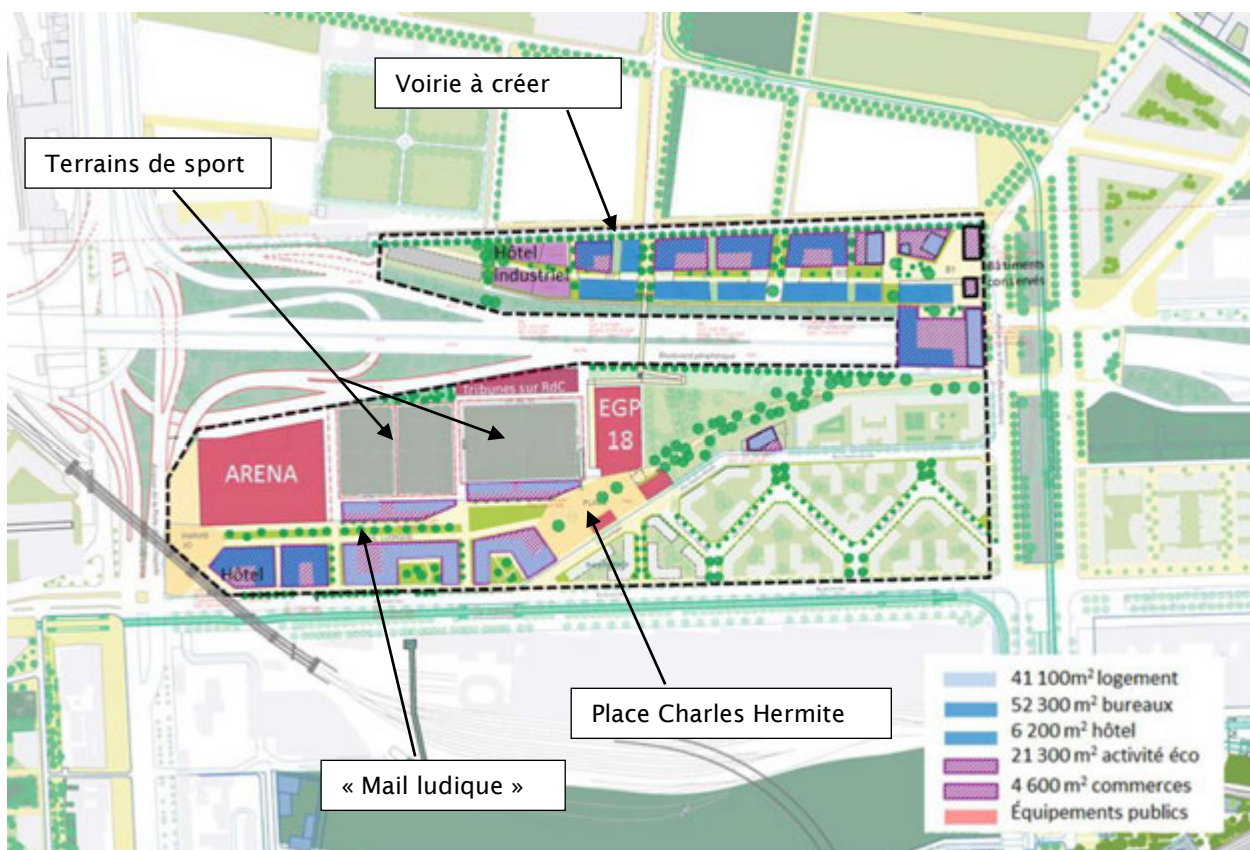 Voirie à créer
Terrains de sport
Hôtel
industriel
Bâtiments
conservés
Boulevard périphérique
Tribunes sur RdC
EGP
18
ARENA
Hôtel
Place Charles Hermite
« Mail ludique »
41 100m² logement
52 300 m² bureaux
6 200 m² hôtel
21 300 m² activité éco
4 600 m² commerces
Équipements publics